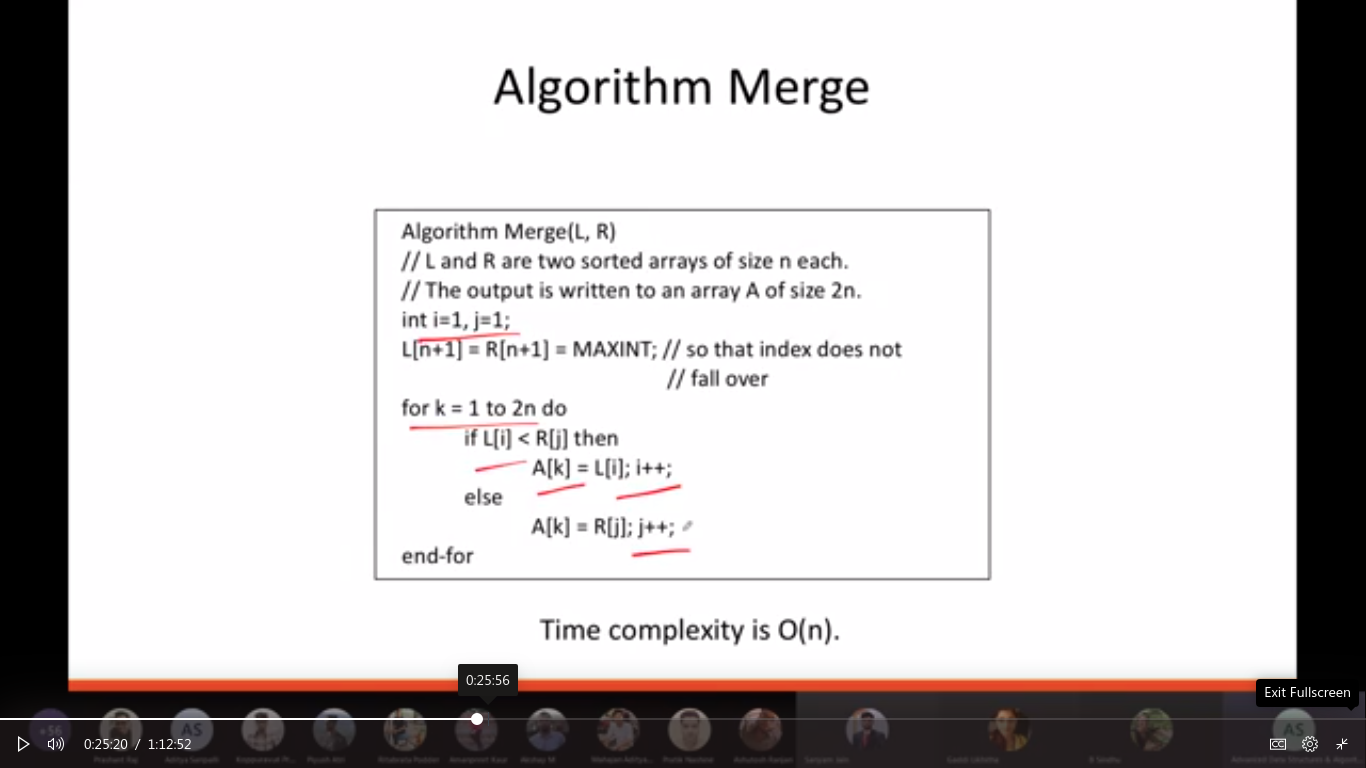 Algorithm Merge
Algorithm Merge(L, R)
// L and R are two sorted arrays of size n each.
// The output is written to an array A of size 2n.
int i=1, j=1;
L[n+1] = R[n+1] = MAXINT; // so that index does not
// fall over
for k = 1 to 2n do
if L[i] < R[j] then
A[k] = L[i]; i++;
else
A[k] = R[j]; j++;
end-for
Time complexity is O(n).
0:25:56
Exit Fullscreen
+56
AS
AS
0:25:20 / 1:12:52
CC